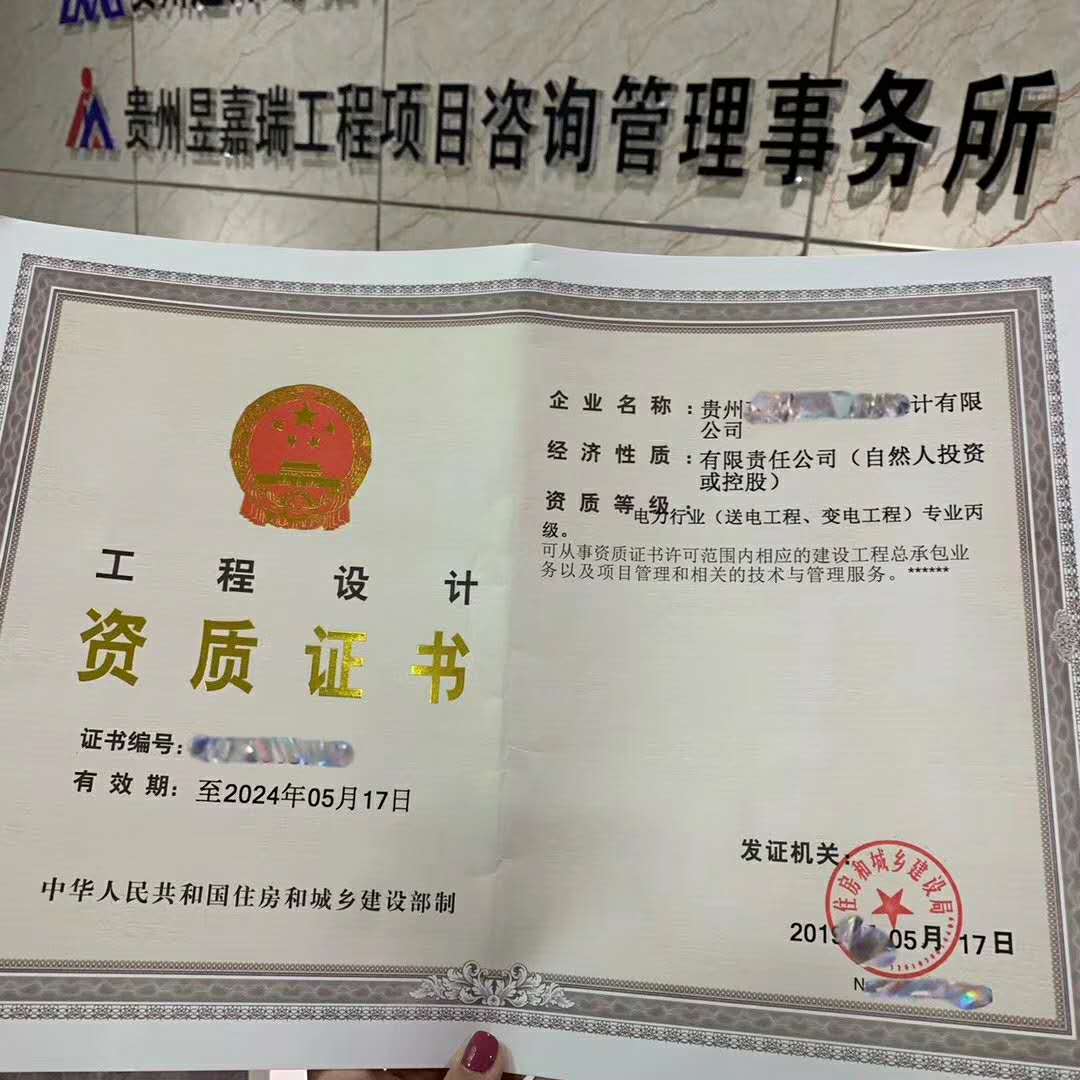 贵州昱嘉瑞工程项目咨询管理事务所
工程设计
资质证书
证书编号：
有效期：至2024年05月17日
中华人民共和国住房和城乡建设部制
企业名称：贵州 计有限
公司
经济性质：有限责任公司（自然人投资
或控股）
资质等级：
电力行业（送电工程、变电工程）专业丙
级。
可从事资质证书许可范围内相应的建设工程总承包业
务以及项目管理和相关的技术与管理服务。******
发证机关：
住房和城乡建设局
2019 05月17日
N